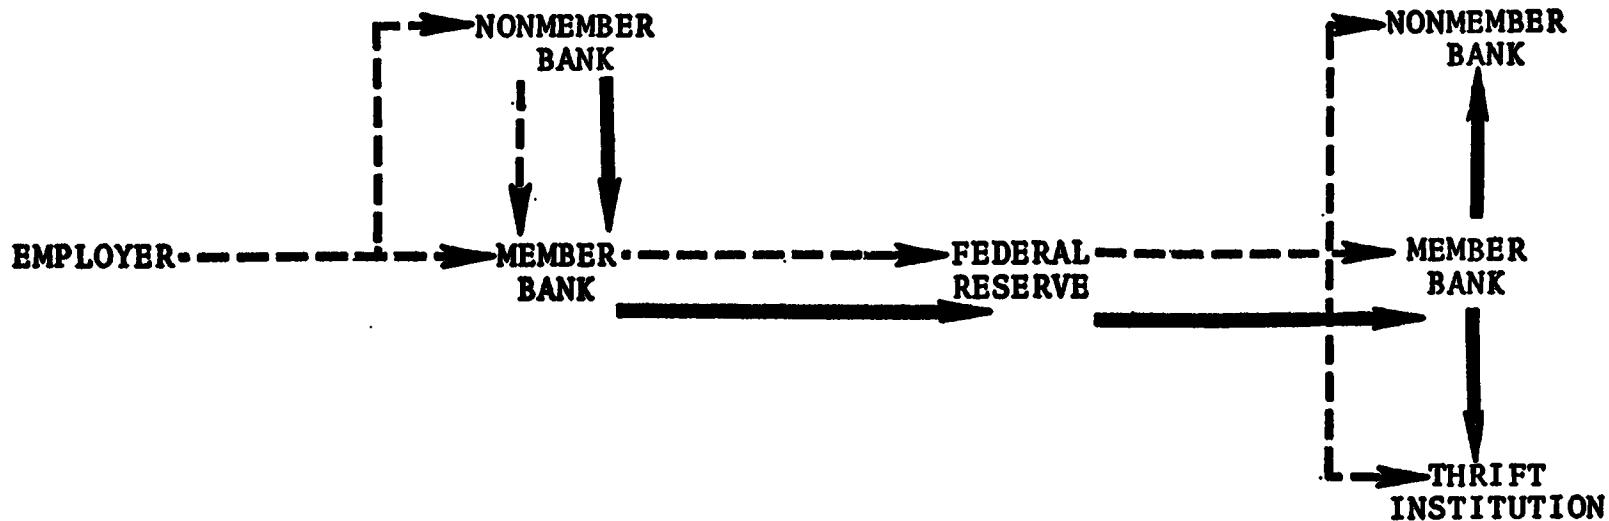 NONMEMBER
BANK
NONMEMBER
BANK
EMPLOYER
MEMBER
BANK
FEDERAL
RESERVE
MEMBER
BANK
THRIFT
INSTITUTION